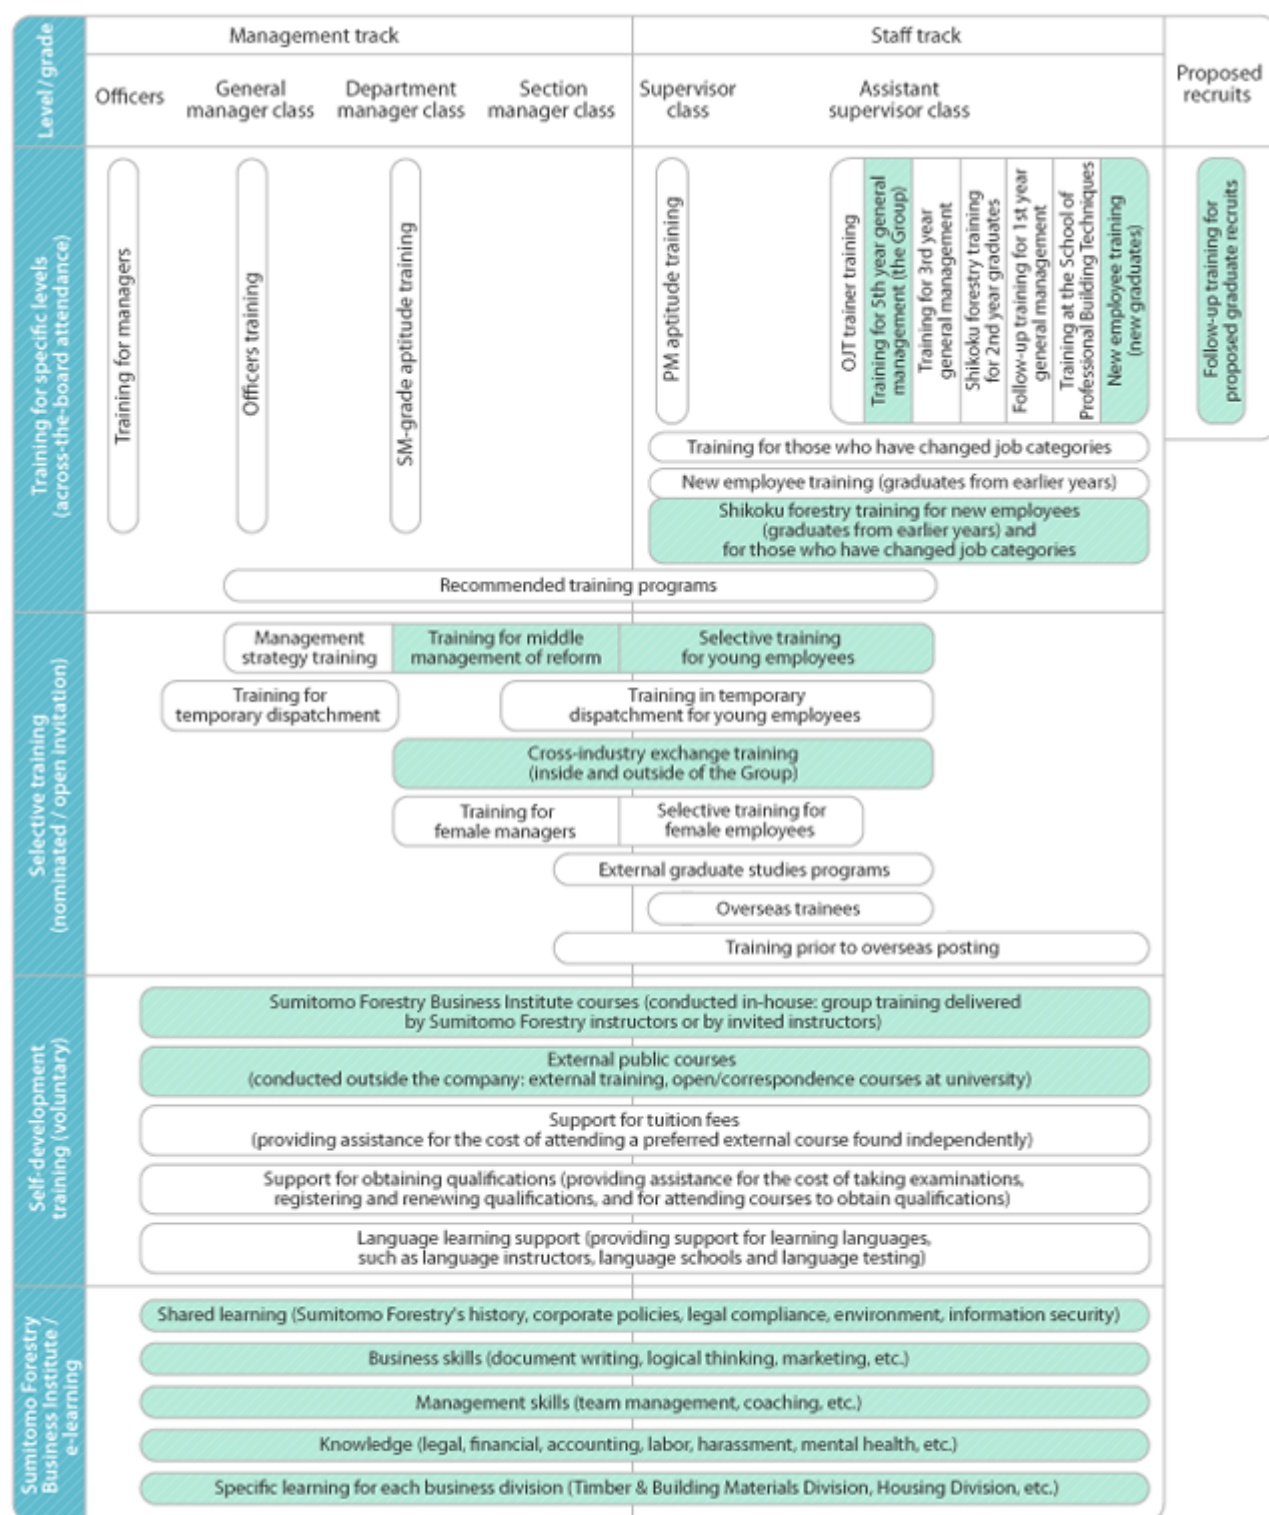 Level/grade
Management track
Staff track
Officers
General
manager class
Department
manager class
Section
manager class
Supervisor
class
Assistant
supervisor class
Proposed
recruits
Training for specific levels
(across-the-board attendance)
Training for managers
Officers training
SM-grade aptitude training
PM aptitude training
OJT trainer training
Training for 5th year general
management (the Group)
Training for 3rd year
general management
Shikoku forestry training
for 2nd year graduates
Follow-up training for 1st year
general management
Training at the School of
Professional Building Techniques
New employee training
(new graduates)
Follow-up training for
proposed graduate recruits
Training for those who have changed job categories
New employee training (graduates from earlier years)
Shikoku forestry training for new employees
(graduates from earlier years) and
for those who have changed job categories
Recommended training programs
Selective training
(nominated / open invitation)
Management
strategy training
Training for middle
management of reform
Selective training
for young employees
Training for
temporary dispatchment
Training in temporary
dispatchment for young employees
Cross-industry exchange training
(inside and outside of the Group)
Training for
female managers
Selective training for
female employees
External graduate studies programs
Overseas trainees
Training prior to overseas posting
Self-development
training (voluntary)
Sumitomo Forestry Business Institute courses (conducted in-house: group training delivered
by Sumitomo Forestry instructors or by invited instructors)
External public courses
(conducted outside the company: external training, open/correspondence courses at university)
Support for tuition fees
(providing assistance for the cost of attending a preferred external course found independently)
Support for obtaining qualifications (providing assistance for the cost of taking examinations,
registering and renewing qualifications, and for attending courses to obtain qualifications)
Language learning support (providing support for learning languages,
such as language instructors, language schools and language testing)
Sumitomo Forestry
Business Institute /
e-learning
Shared learning (Sumitomo Forestry's history, corporate policies, legal compliance, environment, information security)
Business skills (document writing, logical thinking, marketing, etc.)
Management skills (team management, coaching, etc.)
Knowledge (legal, financial, accounting, labor, harassment, mental health, etc.)
Specific learning for each business division (Timber & Building Materials Division, Housing Division, etc.)